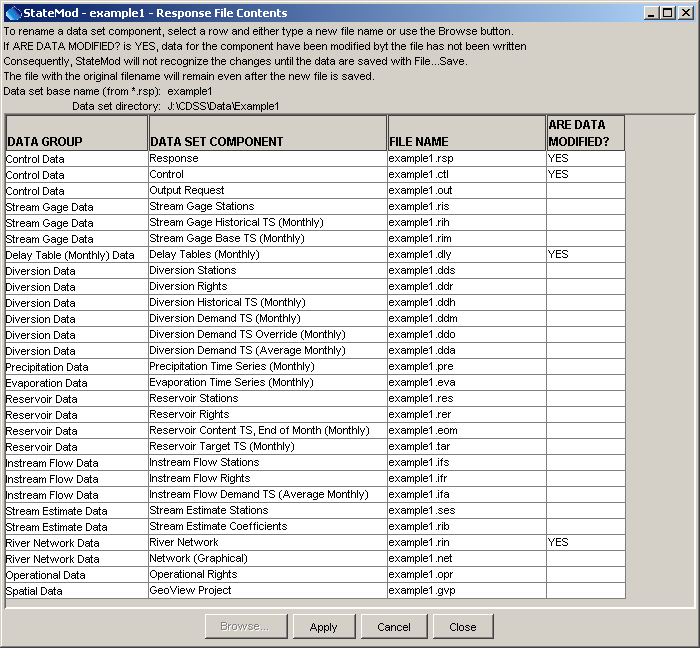 StateMod - example1 - Response File Contents
To rename a data set component, select a row and either type a new file name or use the Browse button.
If ARE DATA MODIFIED? is YES, data for the component have been modified byt the file has not been written
Consequently, StateMod will not recognize the changes until the data are saved with File...Save.
The file with the original filename will remain even after the new file is saved.
Data set base name (from *.rsp): example1
Data set directory: J:\CDSS\Data\Example1
DATA GROUP DATA SET COMPONENT FILE NAME ARE DATA MODIFIED?
Control Data Response example1.rsp YES
Control Data Control example1.ctl YES
Control Data Output Request example1.out
Stream Gage Data Stream Gage Stations example1.ris
Stream Gage Data Stream Gage Historical TS (Monthly) example1.rih
Stream Gage Data Stream Gage Base TS (Monthly) example1.rim
Delay Table (Monthly) Data Delay Tables (Monthly) example1.dly YES
Diversion Data Diversion Stations example1.dds
Diversion Data Diversion Rights example1.ddr
Diversion Data Diversion Historical TS (Monthly) example1.ddh
Diversion Data Diversion Demand TS (Monthly) example1.ddm
Diversion Data Diversion Demand TS Override (Monthly) example1.ddo
Diversion Data Diversion Demand TS (Average Monthly) example1.dda
Precipitation Data Precipitation Time Series (Monthly) example1.pre
Evaporation Data Evaporation Time Series (Monthly) example1.eva
Reservoir Data Reservoir Stations example1.res
Reservoir Data Reservoir Rights example1.rer
Reservoir Data Reservoir Content TS, End of Month (Monthly) example1.eom
Reservoir Data Reservoir Target TS (Monthly) example1.tar
Instream Flow Data Instream Flow Stations example1.ifs
Instream Flow Data Instream Flow Rights example1.ifr
Instream Flow Data Instream Flow Demand TS (Average Monthly) example1.ifa
Stream Estimate Data Stream Estimate Stations example1.ses
Stream Estimate Data Stream Estimate Coefficients example1.rib
River Network Data River Network example1.rin YES
River Network Data Network (Graphical) example1.net
Operational Data Operational Rights example1.opr
Spatial Data GeoView Project example1.gvp
Browse... Apply Cancel Close